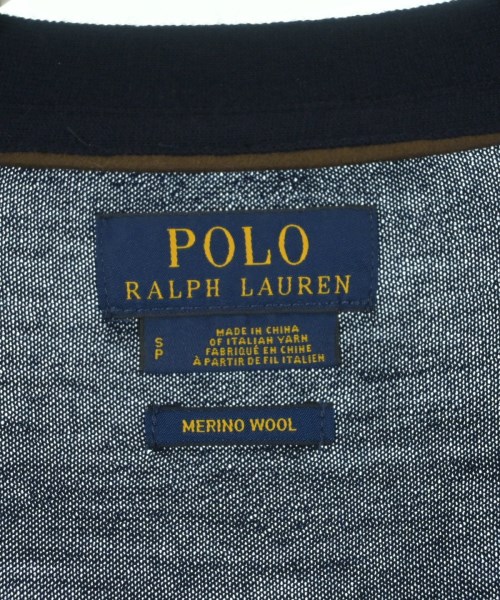 POLO
RALPH LAUREN
S
P
MADE IN CHINA
OF ITALIAN YARN
FABRIQUÉ EN CHINE
À PARTIR DE FIL ITALIEN
MERINO WOOL